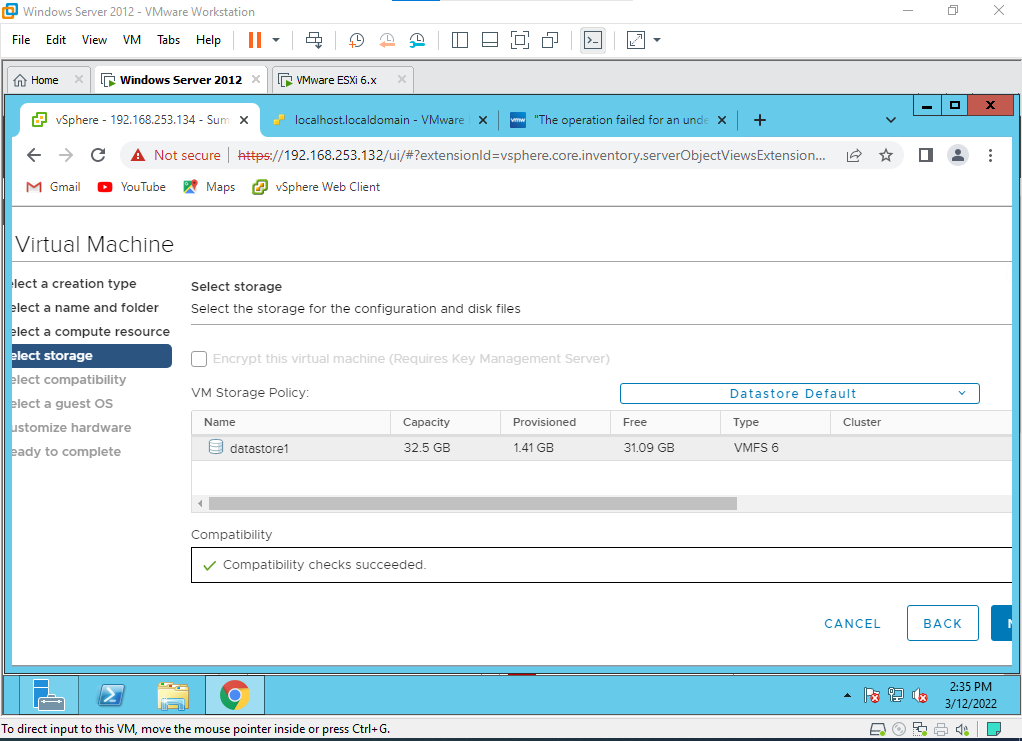 Windows Server 2012 - VMware Workstation
File Edit View VM Tabs Help
Home Windows Server 2012 VMware ESXi 6.x
vSphere - 192.168.253.134 - Sum localhost.localdomain - VMware vmw "The operation failed for an unde
Not secure https://192.168.253.132/ui/#?extensionId=vsphere.core.inventory.serverObjectViewsExtension...
Gmail YouTube Maps vSphere Web Client
Virtual Machine
elect a creation type
elect a name and folder
elect a compute resource
elect storage
elect compatibility
elect a guest OS
ustomize hardware
eady to complete
Select storage
Select the storage for the configuration and disk files
Encrypt this virtual machine (Requires Key Management Server)
VM Storage Policy: Datastore Default
Name Capacity Provisioned Free Type Cluster
datastore1 32.5 GB 1.41 GB 31.09 GB VMFS 6
Compatibility
Compatibility checks succeeded.
CANCEL BACK
2:35 PM
3/12/2022
To direct input to this VM, move the mouse pointer inside or press Ctrl+G.